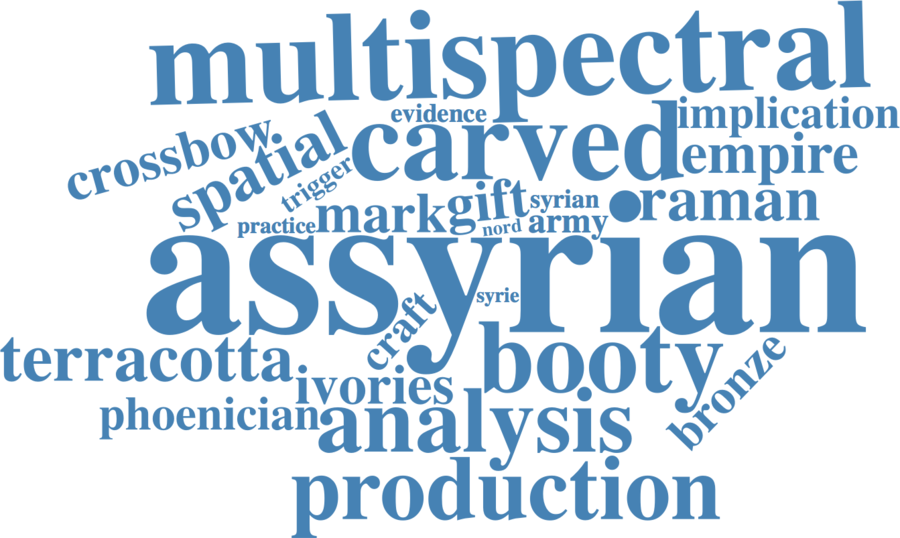 multispectral
evidence
implication
crossbow
spatial
carved
empire
trigger
mark
gift
syrian
raman
practice
nord
army
assyrian
syrie
craft
terracotta
booty
bronze
ivories
phoenician
analysis
production